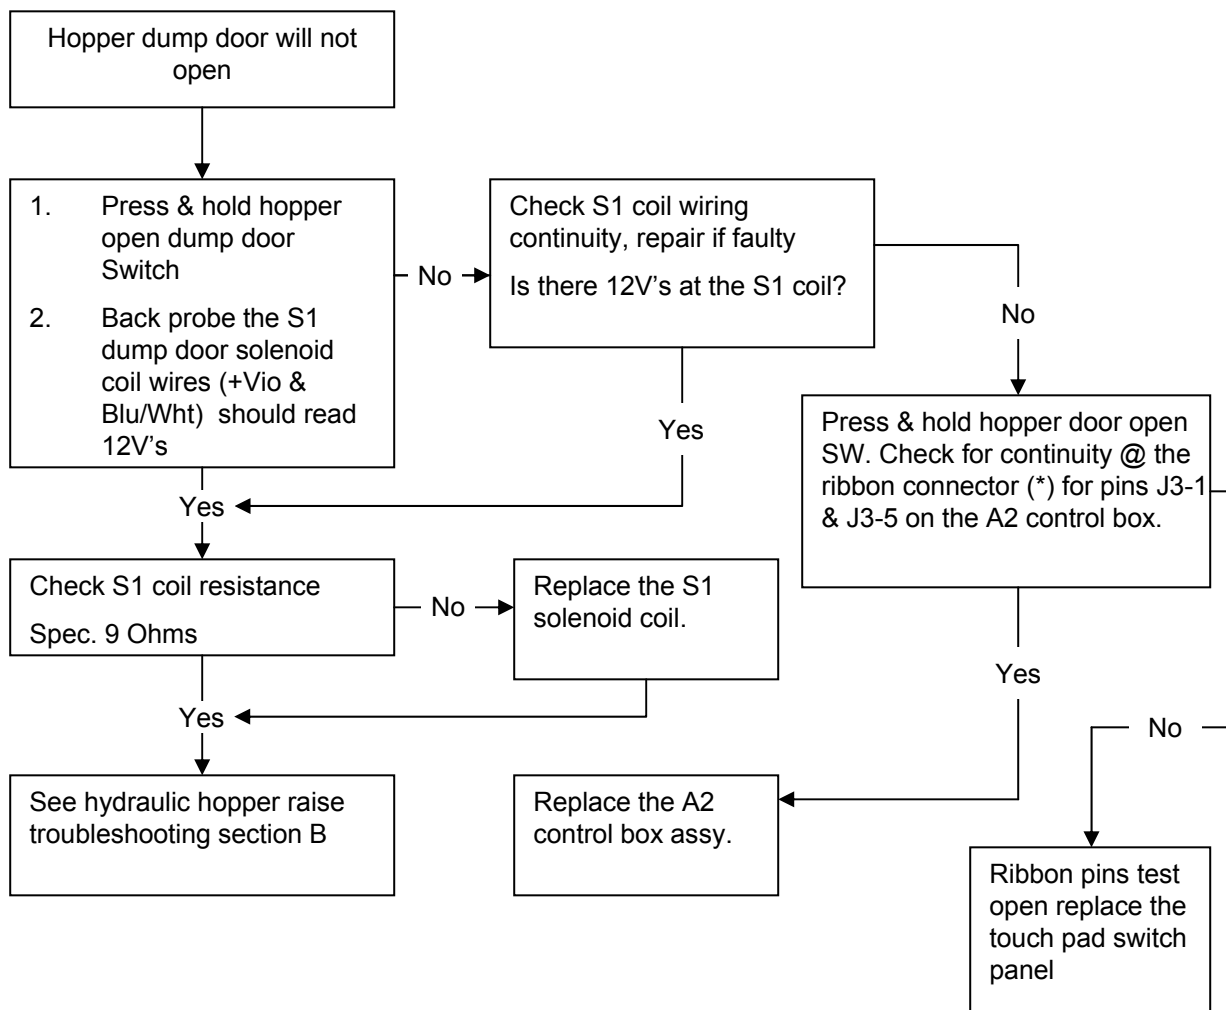 Hopper dump door will not
open
1. Press & hold hopper
open dump door
Switch
2. Back probe the S1
dump door solenoid
coil wires (+Vio &
Blu/Wht) should read
12V's
No
Check S1 coil wiring
continuity, repair if faulty
Is there 12V's at the S1 coil?
No
Yes
Press & hold hopper door open
SW. Check for continuity @ the
ribbon connector (*) for pins J3-1
& J3-5 on the A2 control box.
Yes
Check S1 coil resistance
Spec. 9 Ohms
No
Replace the S1
solenoid coil.
Yes
Yes
No
See hydraulic hopper raise
troubleshooting section B
Replace the A2
control box assy.
Ribbon pins test
open replace the
touch pad switch
panel